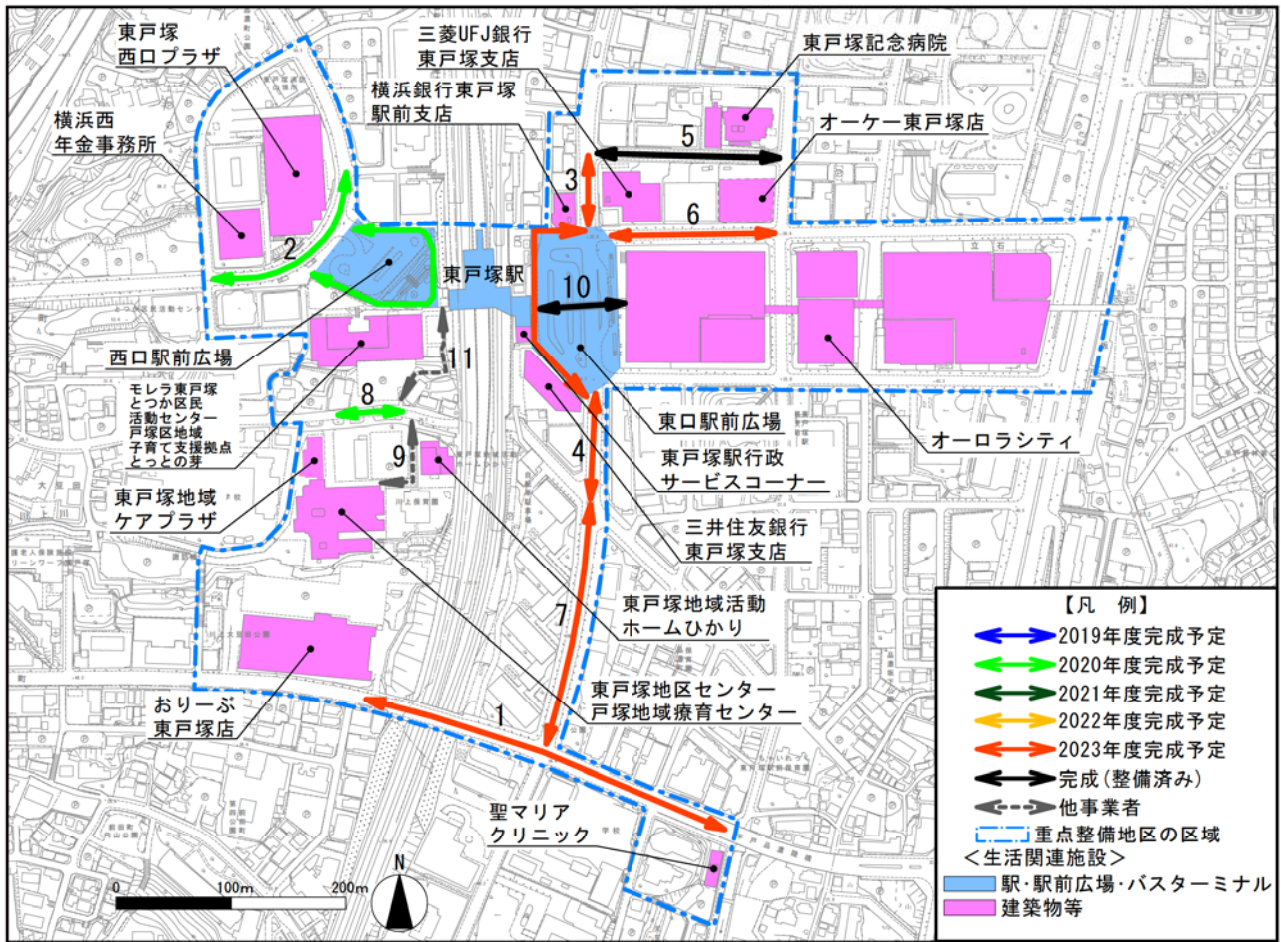 東戸塚
西口プラザ
三菱UFJ銀行
東戸塚支店
横浜銀行東戸塚
駅前支店
東戸塚記念病院
横浜西
年金事務所
オーケー東戸塚店
5
3
6
2
東戸塚駅
10
西口駅前広場
11
モレラ東戸塚
とつか区民
活動センター
戸塚区地域
子育て支援拠点
とっとの芽
8
東口駅前広場
オーロラシティ
4
9
東戸塚駅行政
サービスコーナー
東戸塚地域
ケアプラザ
三井住友銀行
東戸塚支店
7
東戸塚地域活動
ホームひかり
東戸塚地区センター
戸塚地域療育センター
おりーぶ
東戸塚店
1
聖マリア
クリニック
0
100m
200m
N
【凡 例】
2019年度完成予定
2020年度完成予定
2021年度完成予定
2022年度完成予定
2023年度完成予定
完成(整備済み)
他事業者
重点整備地区の区域
<生活関連施設>
駅・駅前広場・バスターミナル
建築物等